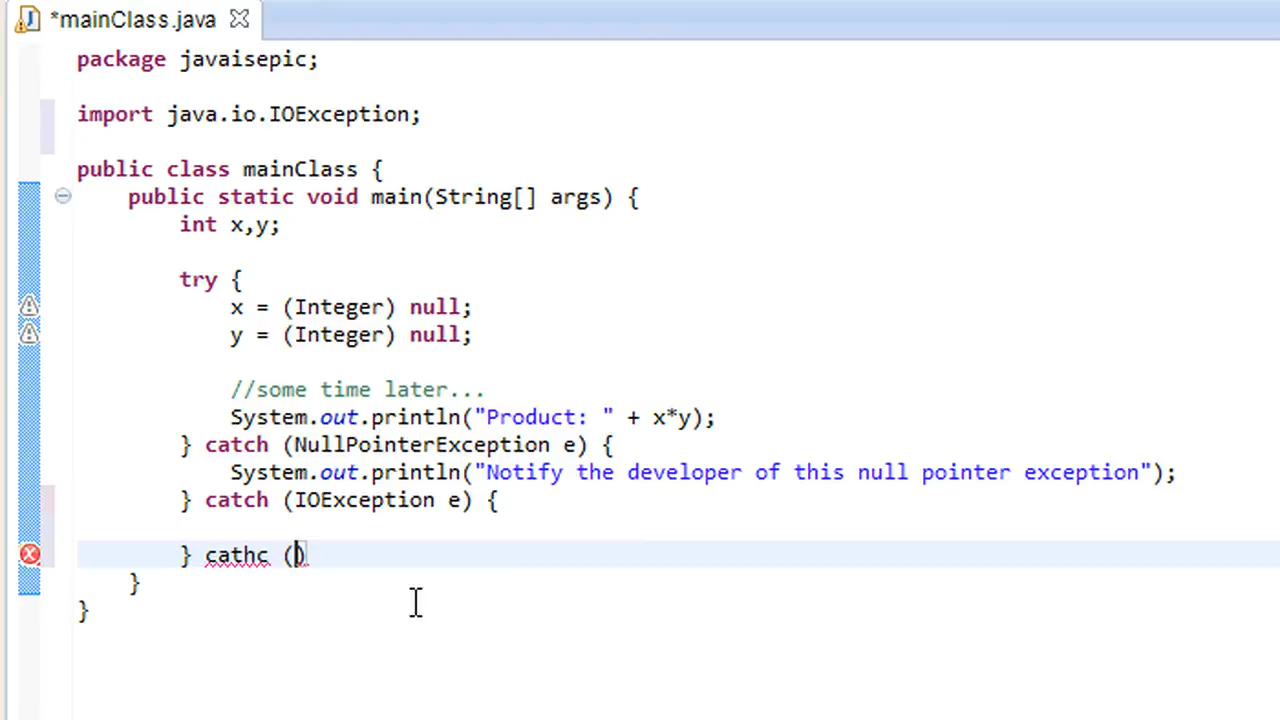 *mainClass.java
package javaisepic;
import java.io.IOException;
public class mainClass {
public static void main(String[] args) {
int x,y;
try {
x = (Integer) null;
y = (Integer) null;
//some time later...
System.out.println("Product: " + x*y);
} catch (NullPointerException e) {
System.out.println("Notify the developer of this null pointer exception");
} catch (IOException e) {
} cathc ()
}
}